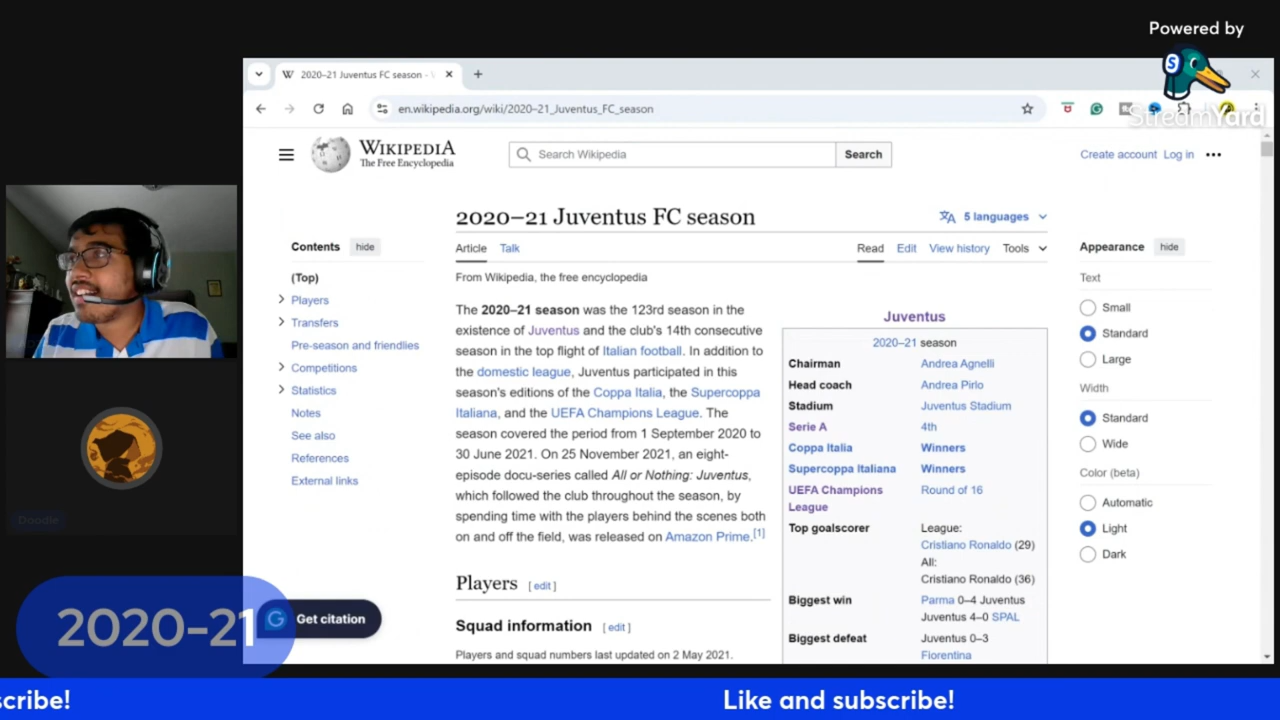 Powered by
StreamYard
2020–21 Juventus FC season -
en.wikipedia.org/wiki/2020–21_Juventus_FC_season
WIKIPEDIA
The Free Encyclopedia
Search Wikipedia
Search
Create account Log in
2020–21 Juventus FC season
5 languages
Contents hide
(Top)
Players
Transfers
Pre-season and friendlies
Competitions
Statistics
Notes
See also
References
External links
Article Talk
Read Edit View history Tools
From Wikipedia, the free encyclopedia
The 2020–21 season was the 123rd season in the
existence of Juventus and the club's 14th consecutive
season in the top flight of Italian football. In addition to
the domestic league, Juventus participated in this
season's editions of the Coppa Italia, the Supercoppa
Italiana, and the UEFA Champions League. The
season covered the period from 1 September 2020 to
30 June 2021. On 25 November 2021, an eight-
episode docu-series called All or Nothing: Juventus,
which followed the club throughout the season, by
spending time with the players behind the scenes both
on and off the field, was released on Amazon Prime.[1]
Players [ edit ]
Squad information [ edit ]
Players and squad numbers last updated on 2 May 2021.
Juventus
2020–21 season
Chairman Andrea Agnelli
Head coach Andrea Pirlo
Stadium Juventus Stadium
Serie A 4th
Coppa Italia Winners
Supercoppa Italiana Winners
UEFA Champions Round of 16
League
Top goalscorer League:
Cristiano Ronaldo (29)
All:
Cristiano Ronaldo (36)
Biggest win Parma 0–4 Juventus
Juventus 4–0 SPAL
Biggest defeat Juventus 0–3
Fiorentina
Appearance hide
Text
Small
Standard
Large
Width
Standard
Wide
Color (beta)
Automatic
Light
Dark
Doodle
2020-21
Get citation
scribe!
Like and subscribe!